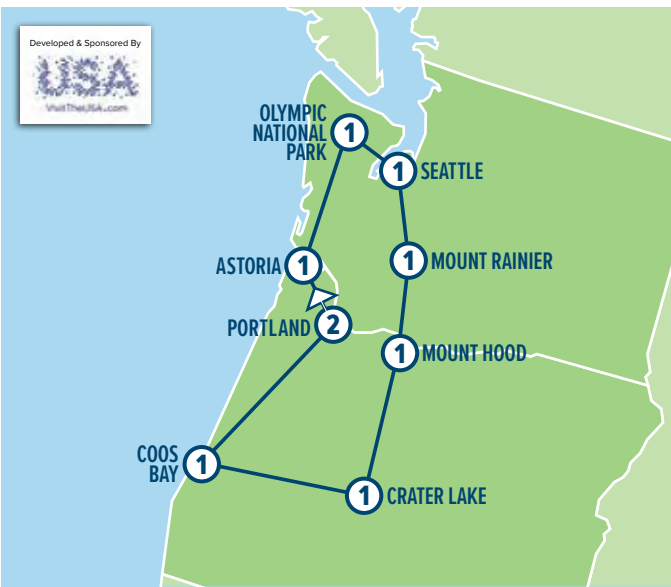 Developed & Sponsored By
USA
VisitTheUSA.com
OLYMPIC
NATIONAL
PARK
1
1
SEATTLE
ASTORIA
1
1
MOUNT RAINIER
PORTLAND
2
1
MOUNT HOOD
COOS
BAY
1
1
CRATER LAKE